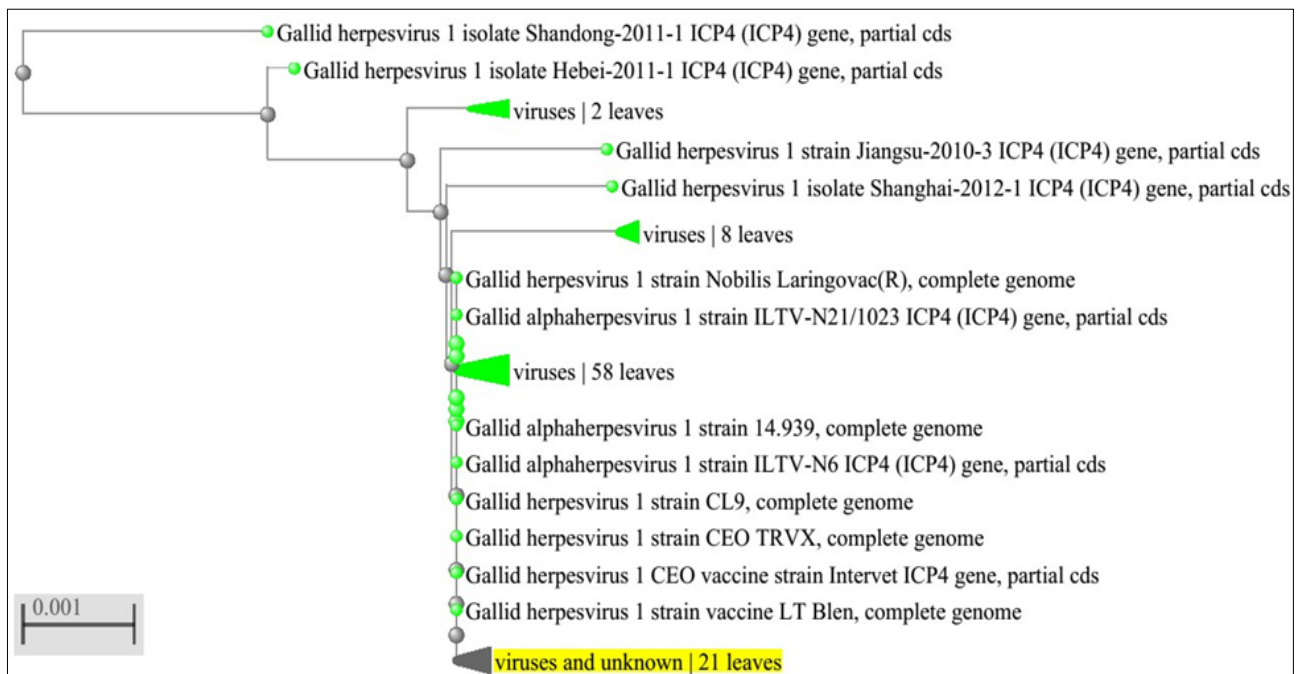 Gallid herpesvirus 1 isolate Shandong-2011-1 ICP4 (ICP4) gene, partial cds
Gallid herpesvirus 1 isolate Hebei-2011-1 ICP4 (ICP4) gene, partial cds
viruses | 2 leaves
Gallid herpesvirus 1 strain Jiangsu-2010-3 ICP4 (ICP4) gene, partial cds
Gallid herpesvirus 1 isolate Shanghai-2012-1 ICP4 (ICP4) gene, partial cds
viruses | 8 leaves
Gallid herpesvirus 1 strain Nobilis Laringovac(R), complete genome
Gallid alphaherpesvirus 1 strain ILTV-N21/1023 ICP4 (ICP4) gene, partial cds
viruses | 58 leaves
Gallid alphaherpesvirus 1 strain 14.939, complete genome
Gallid alphaherpesvirus 1 strain ILTV-N6 ICP4 (ICP4) gene, partial cds
Gallid herpesvirus 1 strain CL9, complete genome
Gallid herpesvirus 1 strain CEO TRVX, complete genome
Gallid herpesvirus 1 CEO vaccine strain Intervet ICP4 gene, partial cds
Gallid herpesvirus 1 strain vaccine LT Blen, complete genome
0.001
viruses and unknown | 21 leaves